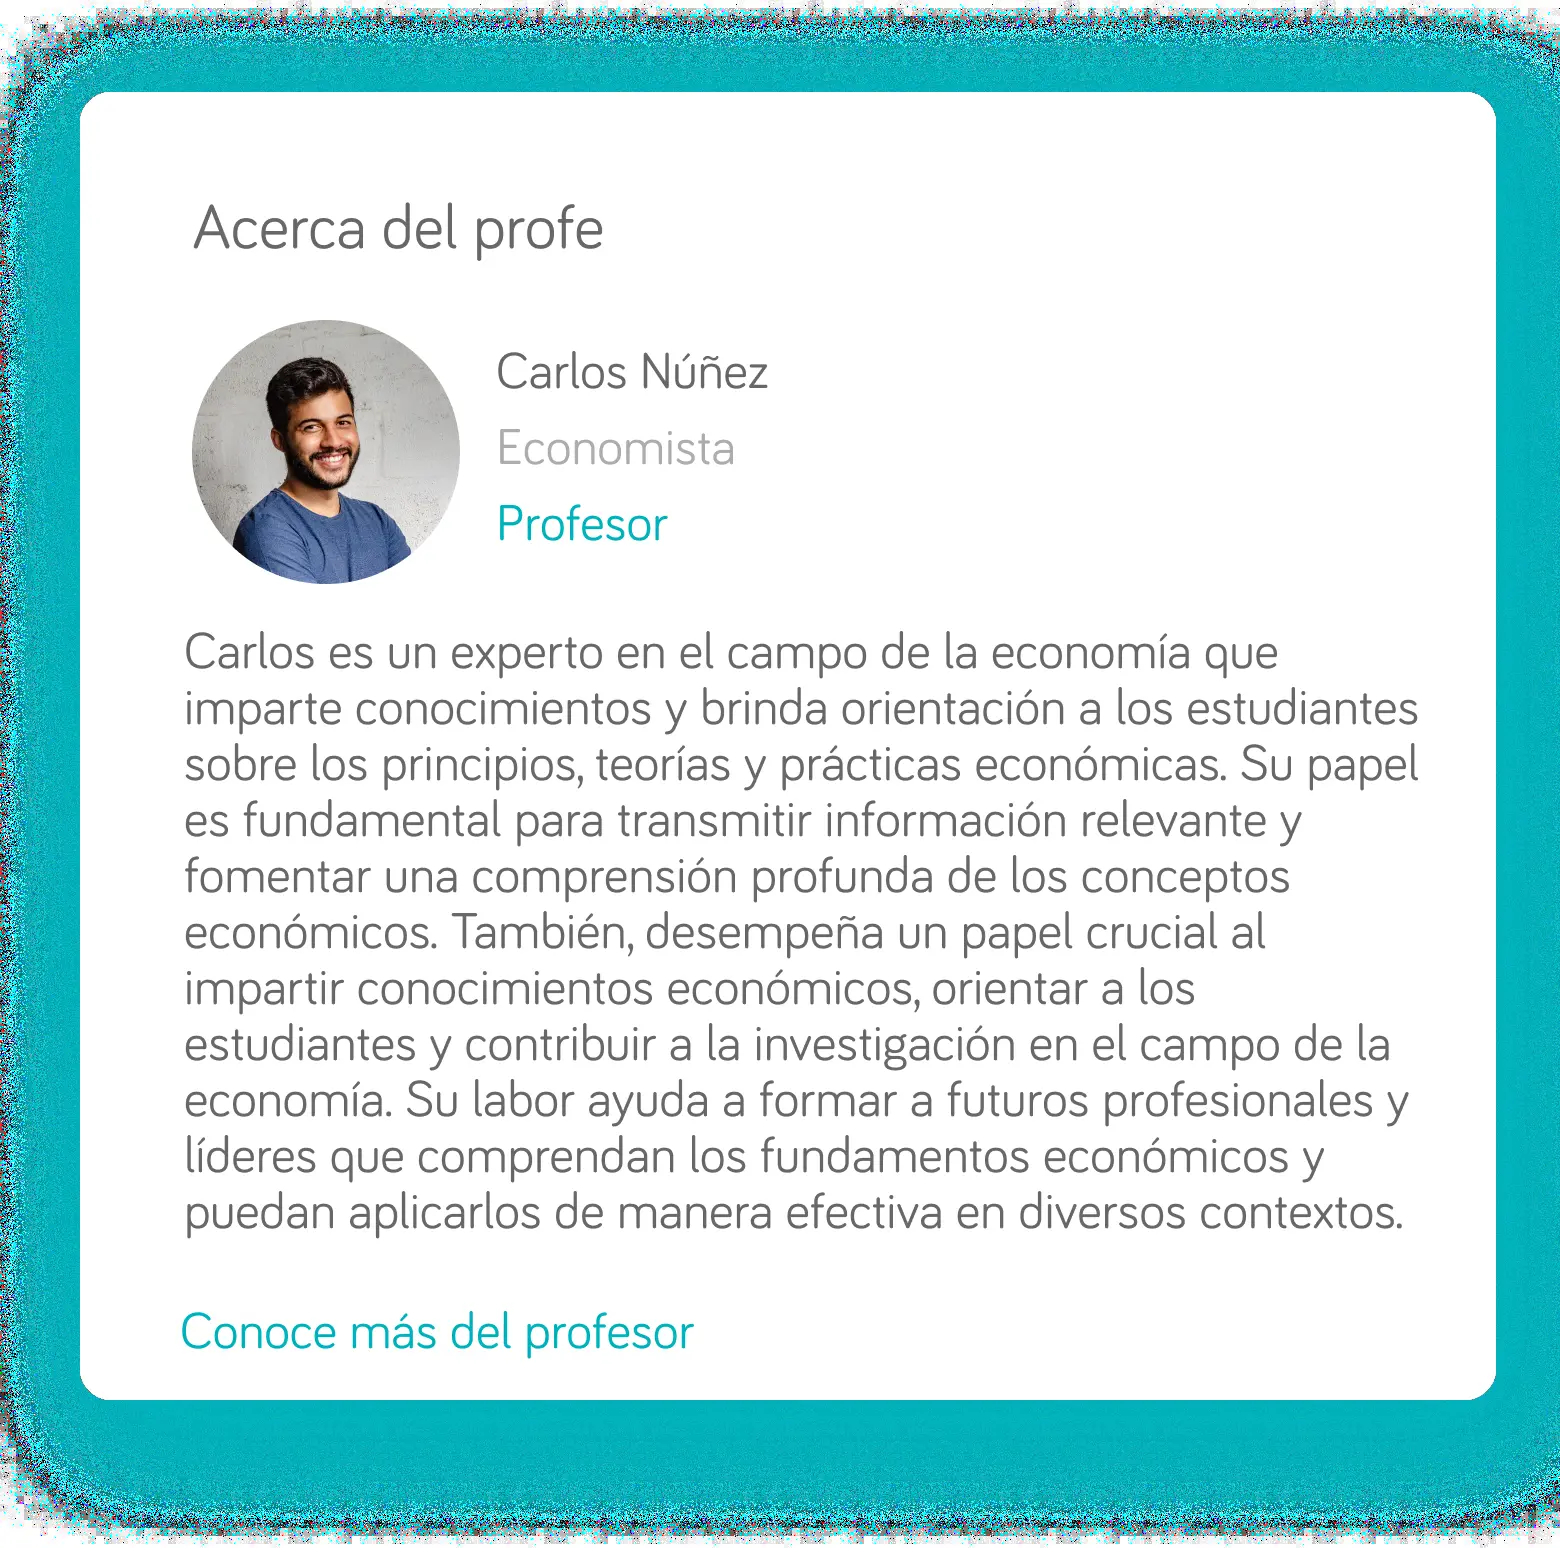 Acerca del profe
Carlos Núñez
Economista
Profesor
Carlos es un experto en el campo de la economía que
imparte conocimientos y brinda orientación a los estudiantes
sobre los principios, teorías y prácticas económicas. Su papel
es fundamental para transmitir información relevante y
fomentar una comprensión profunda de los conceptos
económicos. También, desempeña un papel crucial al
impartir conocimientos económicos, orientar a los
estudiantes y contribuir a la investigación en el campo de la
economía. Su labor ayuda a formar a futuros profesionales y
líderes que comprendan los fundamentos económicos y
puedan aplicarlos de manera efectiva en diversos contextos.
Conoce más del profesor